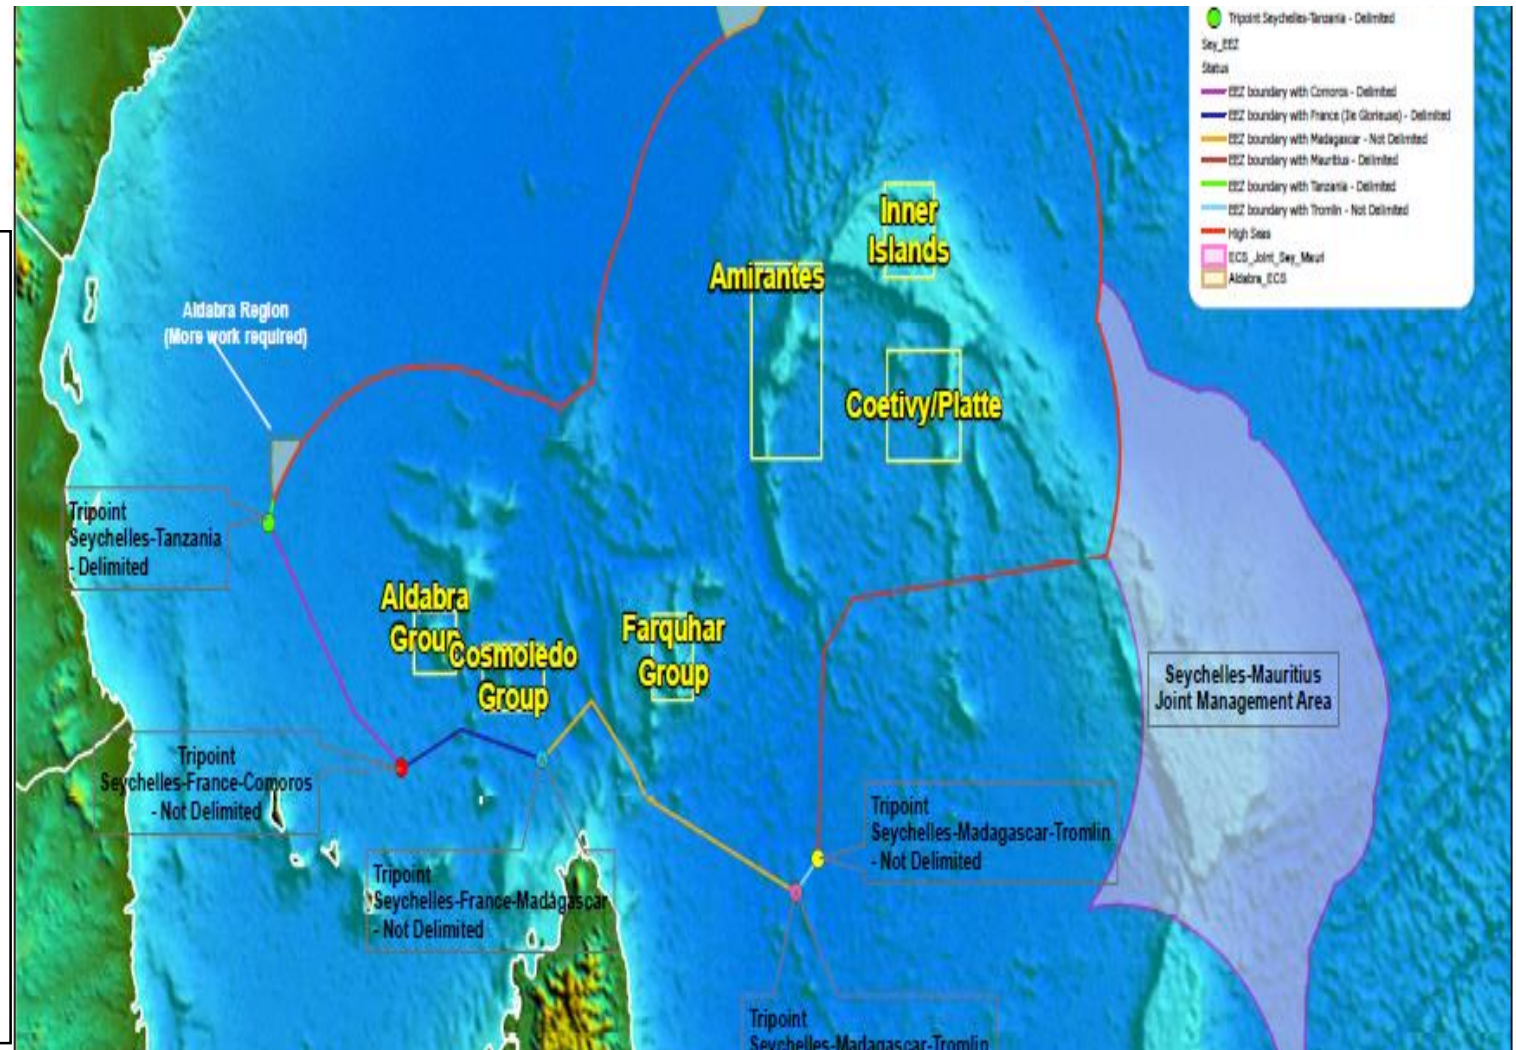 Tripoint Seychelles-Tanzania - Delimited
Sey_EEZ
Status
EEZ boundary with Comoros - Delimited
EEZ boundary with France (Ile Glorieuse) - Delimited
EEZ boundary with Madagascar - Not Delimited
EEZ boundary with Mauritius - Delimited
EEZ boundary with Tanzania - Delimited
EEZ boundary with Tromlin - Not Delimited
High Seas
ECS_Joint_Sey_Mauri
Aldabra_ECS
Inner
Islands
Amirantes
Coetivy/Platte
Aldabra Region
(More work required)
Tripoint
Seychelles-Tanzania
- Delimited
Aldabra
Group
Cosmoledo
Group
Farquhar
Group
Seychelles-Mauritius
Joint Management Area
Tripoint
Seychelles-France-Comoros
- Not Delimited
Tripoint
Seychelles-Madagascar-Tromlin
- Not Delimited
Tripoint
Seychelles-France-Madagascar
- Not Delimited
Tripoint
Seychelles-Madagascar-Tromlin